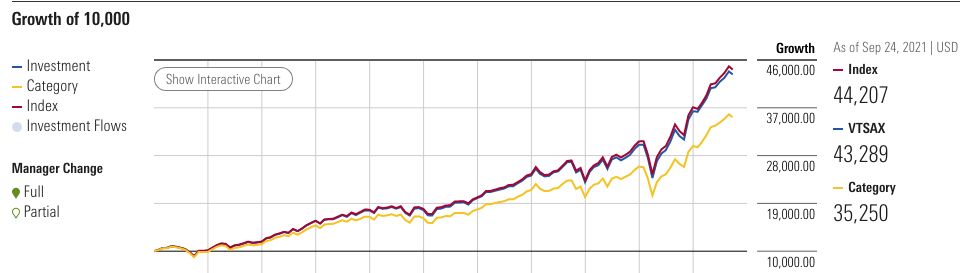 Growth of 10,000
Investment
Category
Index
Investment Flows
Manager Change
Full
Partial
Show Interactive Chart
Growth
46,000.00
37,000.00
28,000.00
19,000.00
10,000.00
As of Sep 24, 2021 | USD
Index
44,207
VTSAX
43,289
Category
35,250